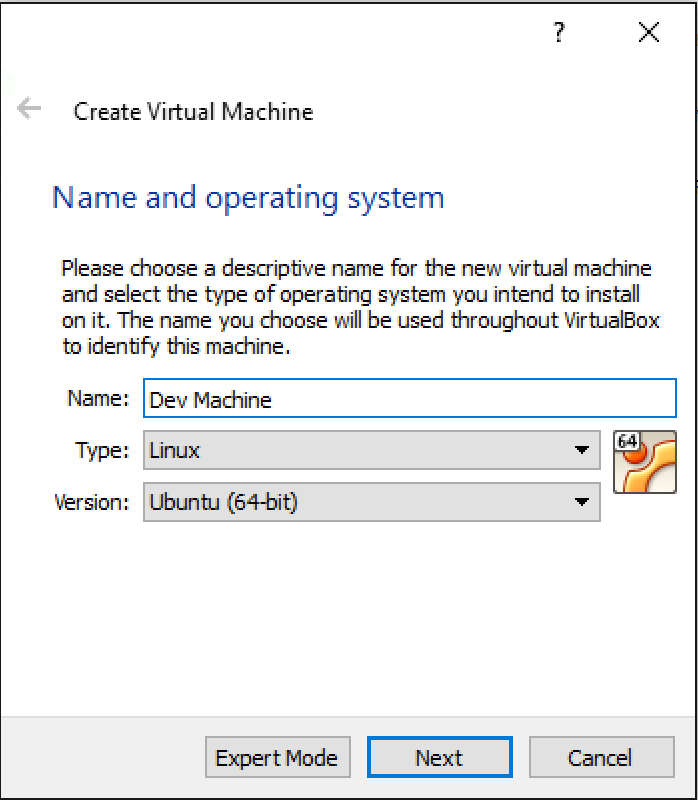 ?
Create Virtual Machine
Name and operating system
Please choose a descriptive name for the new virtual machine
and select the type of operating system you intend to install
on it. The name you choose will be used throughout VirtualBox
to identify this machine.
Name: Dev Machine
Type: Linux
64
Version: Ubuntu (64-bit)
Expert Mode Next Cancel